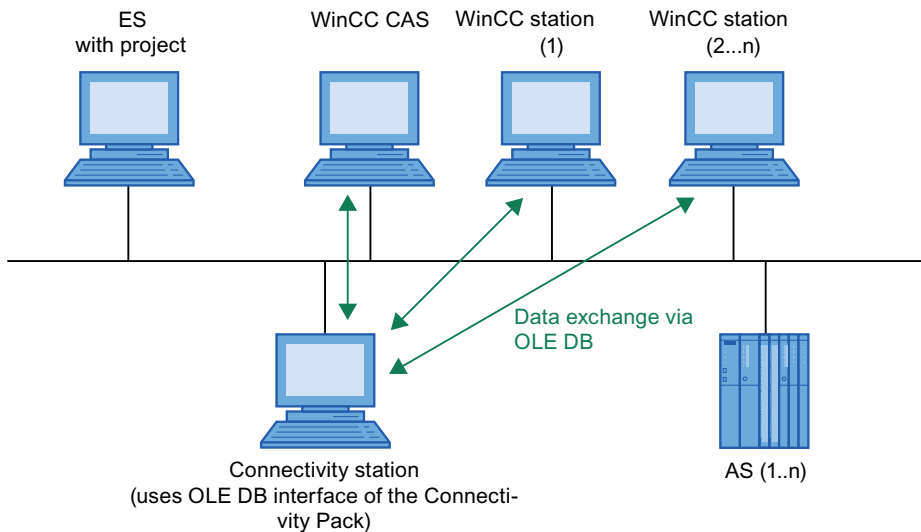 ES
with project
WinCC CAS
WinCC station
(1)
WinCC station
(2...n)
Data exchange via
OLE DB
Connectivity station
(uses OLE DB interface of the Connecti-
vity Pack)
AS (1..n)